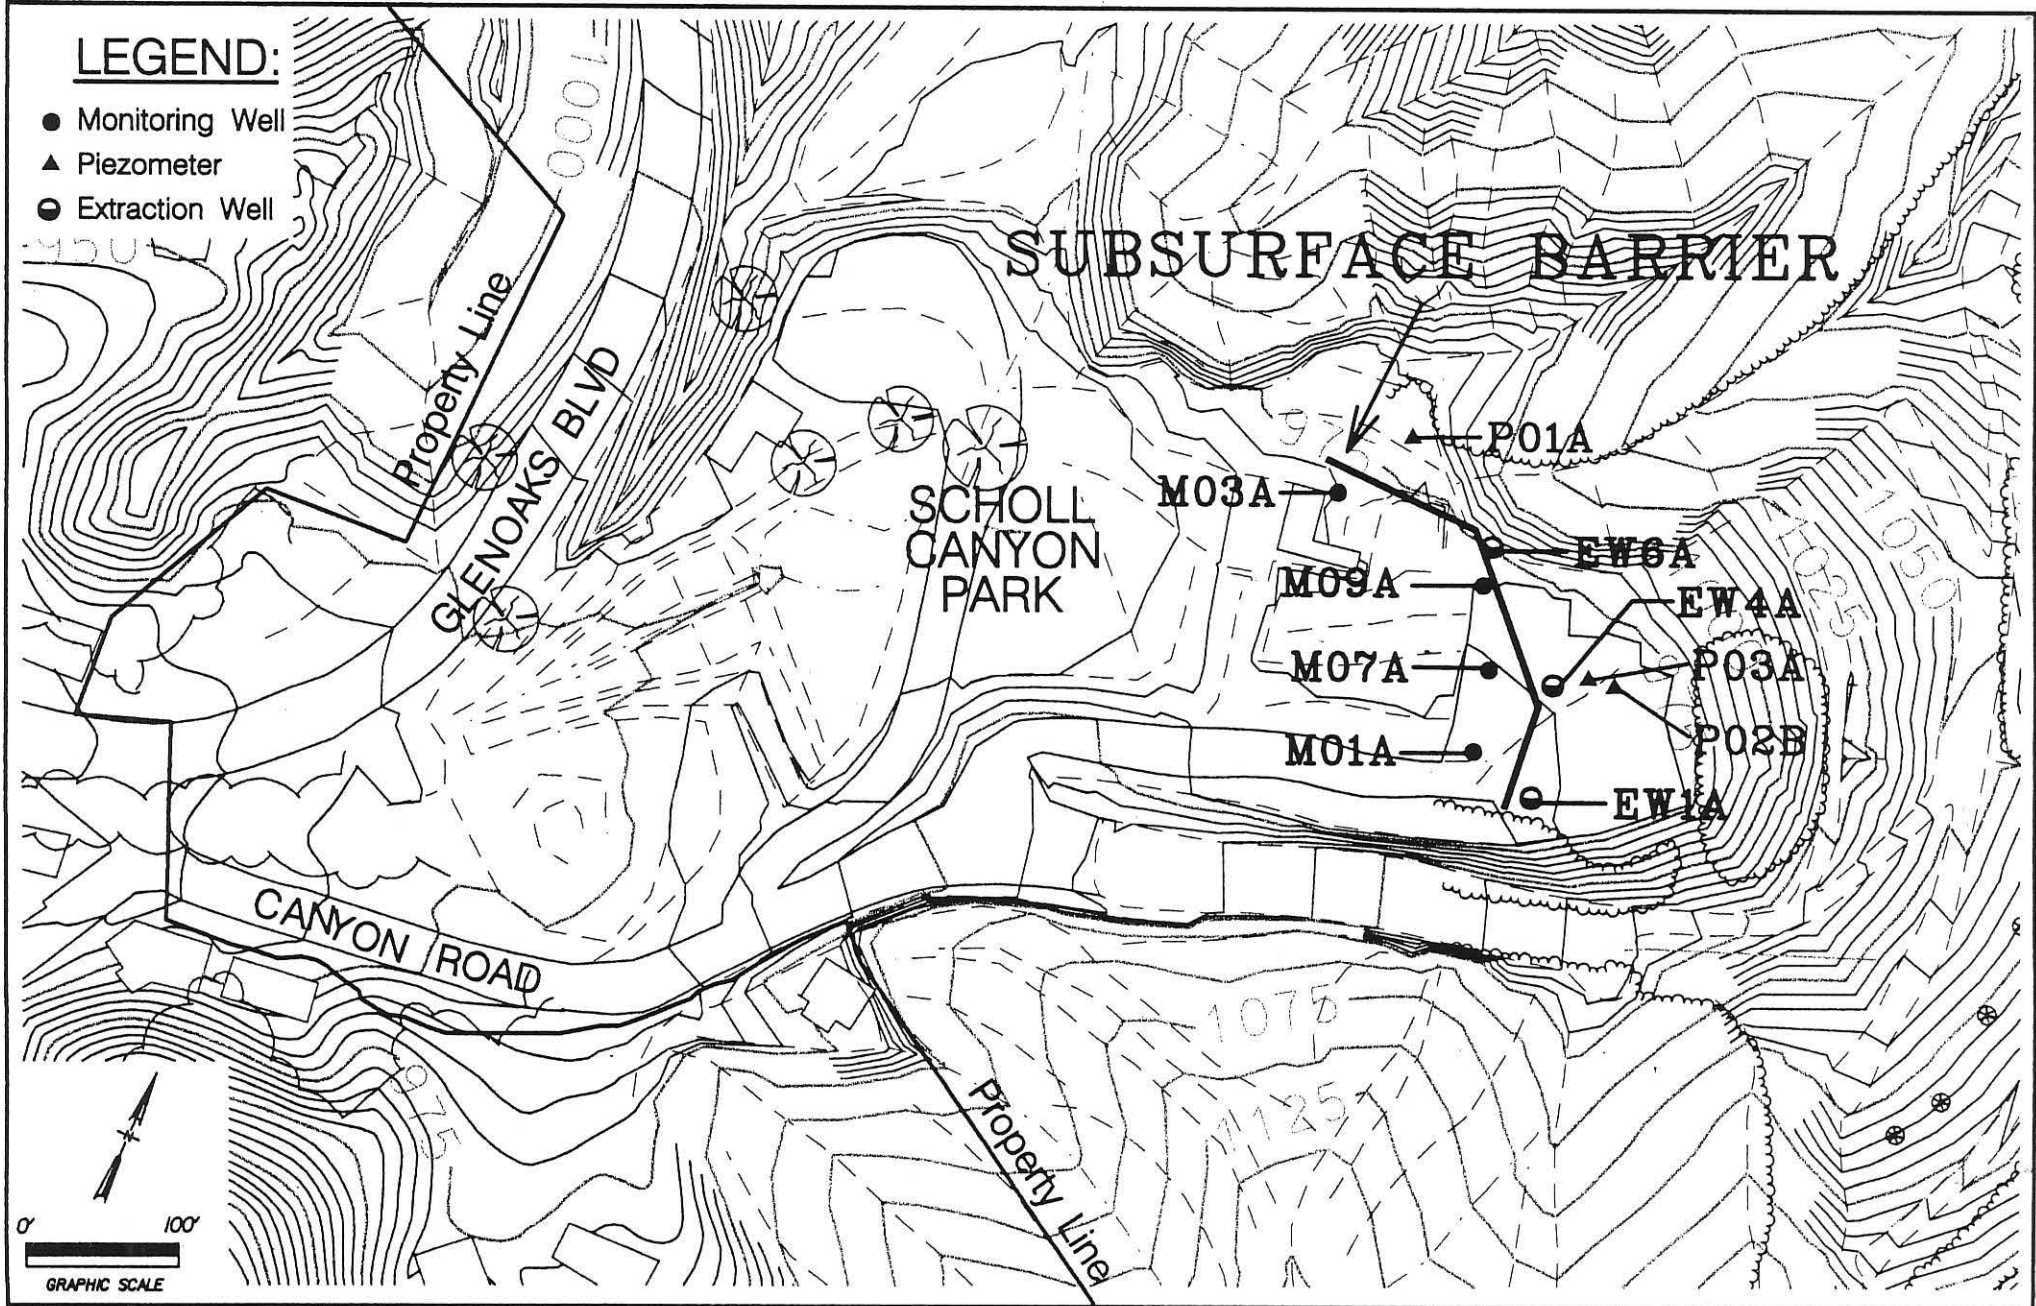 LEGEND:
Monitoring Well
Piezometer
Extraction Well
950
1000
Property Line
GLENOAKS BLVD
SUBSURFACE BARRIER
SCHOLL
CANYON
PARK
P01A
M03A
EW6A
M09A
EW4A
M07A
P03A
P02B
M01A
EW1A
1025
1050
CANYON ROAD
1075
1125
975
Property Line
N
0' 100'
GRAPHIC SCALE